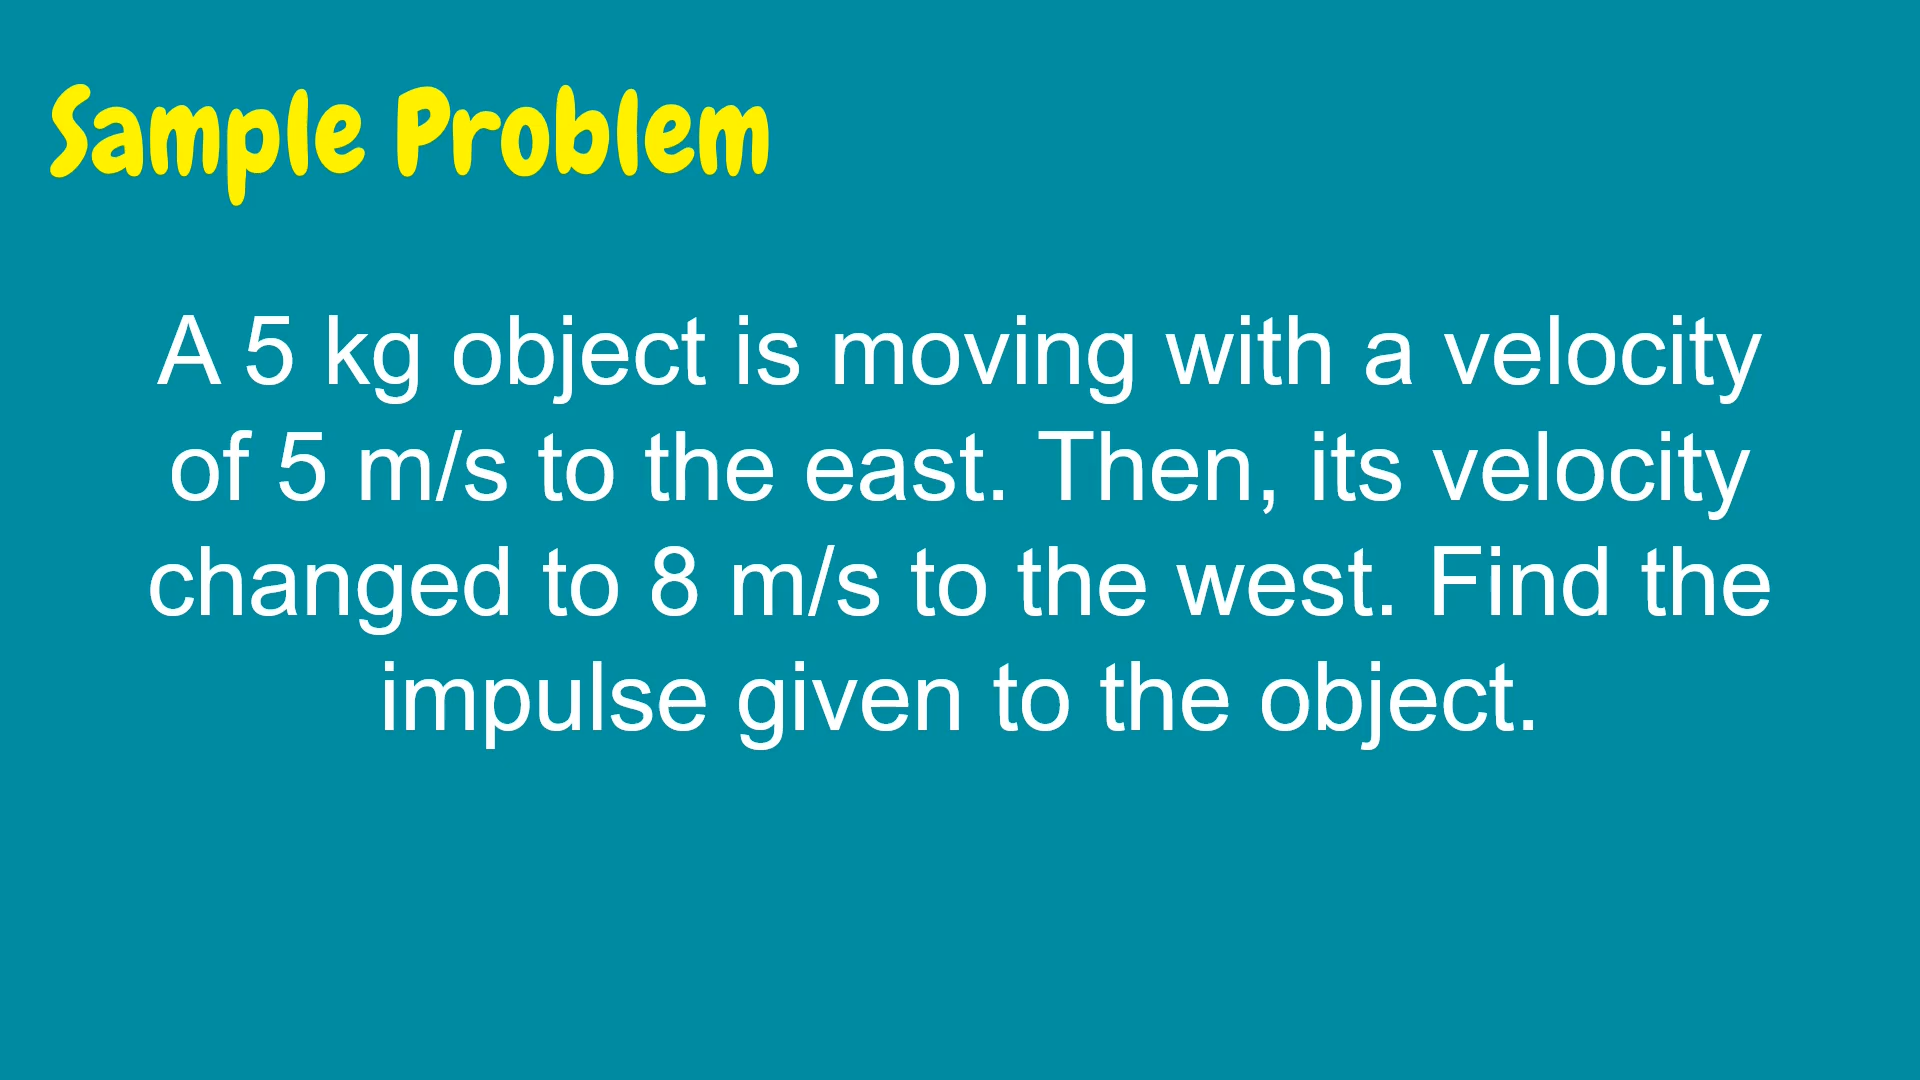 Sample Problem
A 5 kg object is moving with a velocity
of 5 m/s to the east. Then, its velocity
changed to 8 m/s to the west. Find the
impulse given to the object.